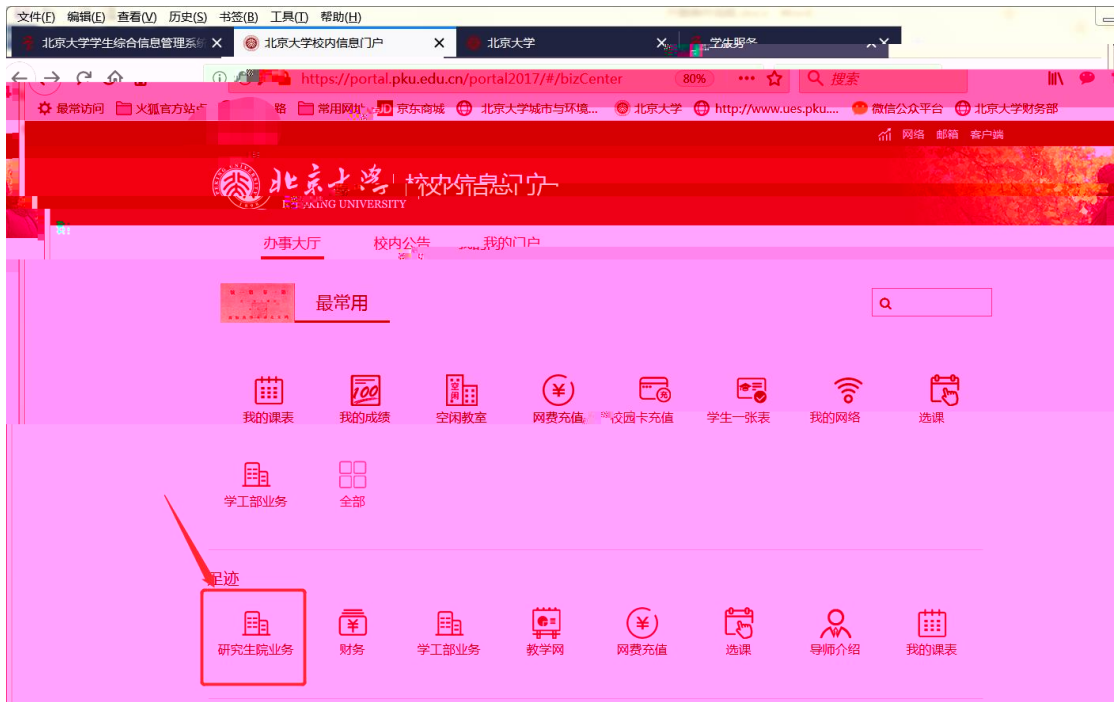 文件(F) 编辑(E) 查看(V) 历史(S) 书签(B) 工具(T) 帮助(H)
北京大学学生综合信息管理系统 北京大学校内信息门户 北京大学
https://portal.pku.edu.cn/portal2017/#/bizCenter 80% 搜索
最常访问 火狐官方站点 常用网址 JD 京东商城 北京大学城市与环境... 北京大学 http://www.ues.pku.... 微信公众平台 北京大学财务部
网络 邮箱 客户端
北京大学 校内信息门户
PEKING UNIVERSITY
办事大厅 校内公告 我的门户
最常用
我的课表 我的成绩 空闲教室 网费充值 校园卡充值 学生一张表 我的网络 选课
学工部业务 全部
足迹
研究生院业务 财务 学工部业务 教学网 网费充值 选课 导师介绍 我的课表